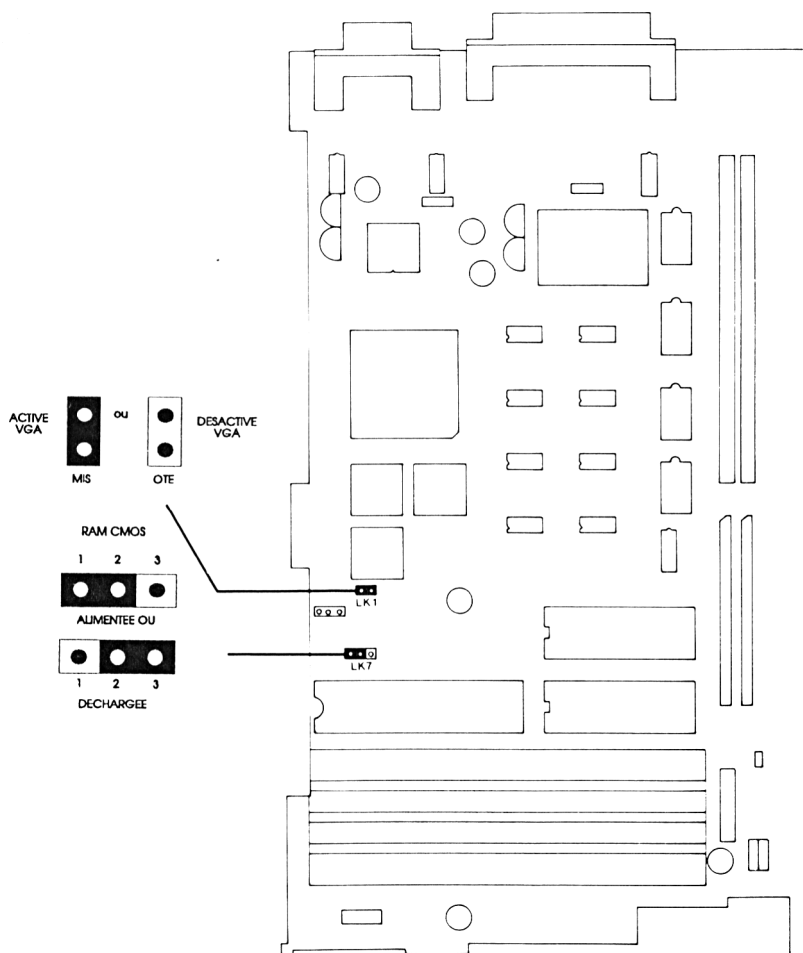 ACTIVE VGA
ou
DESACTIVE VGA
MIS
OTE
RAM CMOS
1 2 3
ALIMENTEE OU
1 2 3
DECHARGEE
LK1
LK7